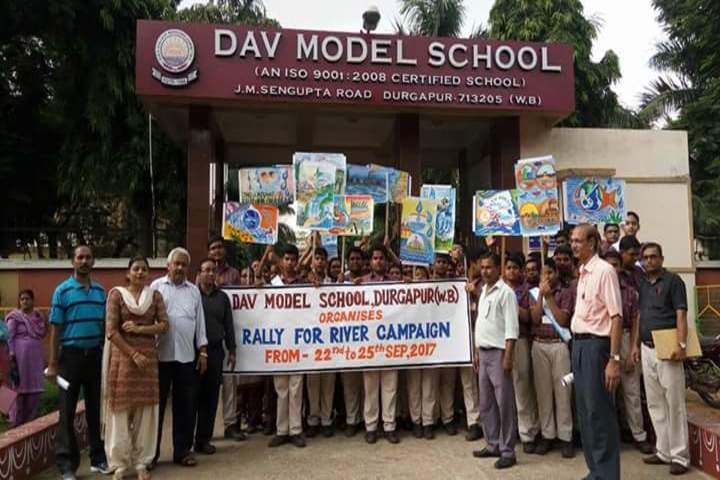 DAV MODEL SCHOOL
(AN ISO 9001:2008 CERTIFIED SCHOOL)
J.M.SENGUPTA ROAD DURGAPUR-713205 (W.B)
DAV MODEL SCHOOL,DURGAPUR(W.B)
ORGANISES
RALLY FOR RIVER CAMPAIGN
FROM - 22nd to 25th SEP, 2017